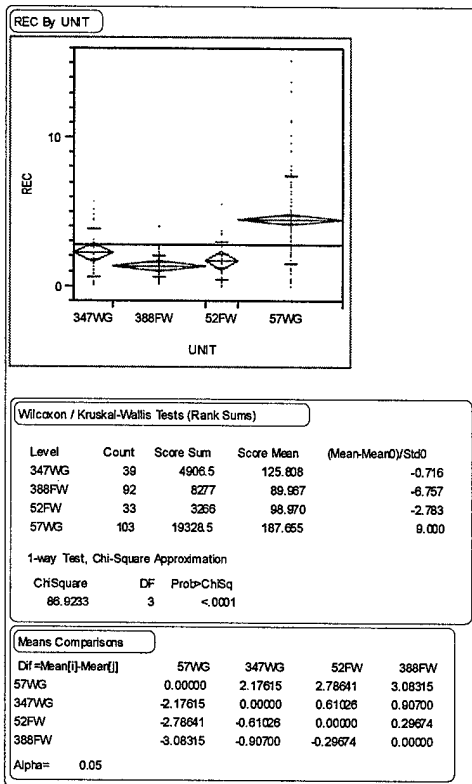 REC By UNIT
10
REC
0
347WG 388FW 52FW 57WG
UNIT
Wilcoxon / Kruskal-Wallis Tests (Rank Sums)
Level Count Score Sum Score Mean (Mean-Mean0)/Std0
347WG 39 4906.5 125.808 -0.716
388FW 92 8277 89.967 -6.757
52FW 33 3266 98.970 -2.783
57WG 103 19328.5 187.655 9.000
1-way Test, Chi-Square Approximation
ChiSquare DF Prob>ChiSq
86.9233 3 <.0001
Means Comparisons
Dif=Mean[i]-Mean[j] 57WG 347WG 52FW 388FW
57WG 0.00000 2.17615 2.78641 3.08315
347WG -2.17615 0.00000 0.61026 0.90700
52FW -2.78641 -0.61026 0.00000 0.29674
388FW -3.08315 -0.90700 -0.29674 0.00000
Alpha= 0.05